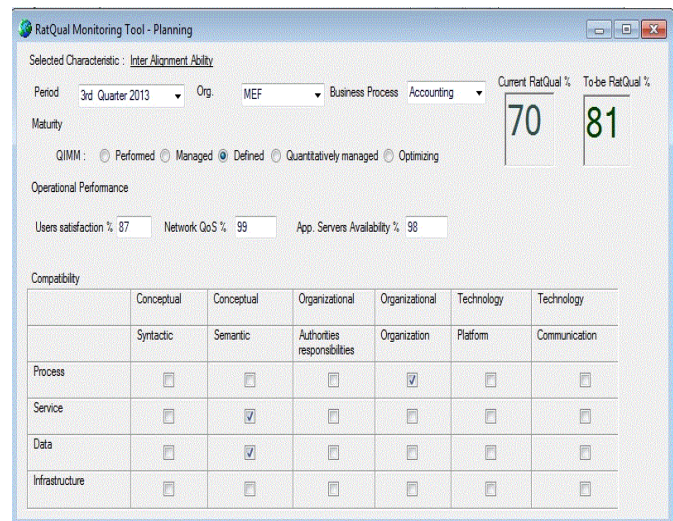 RatQual Monitoring Tool - Planning
Selected Characteristic : Inter Alignment Ability
Current RatQual % To-be RatQual %
Period 3rd Quarter 2013 Org. MEF Business Process Accounting
70 81
Maturity
QIMM : Performed Managed Defined Quantitatively managed Optimizing
Operational Performance
Users satisfaction % 87 Network QoS % 99 App. Servers Availability % 98
Compatibility
Conceptual Conceptual Organizational Organizational Technology Technology
Syntactic Semantic Authorities responsibilities Organization Platform Communication
Process
Service
Data
Infrastructure